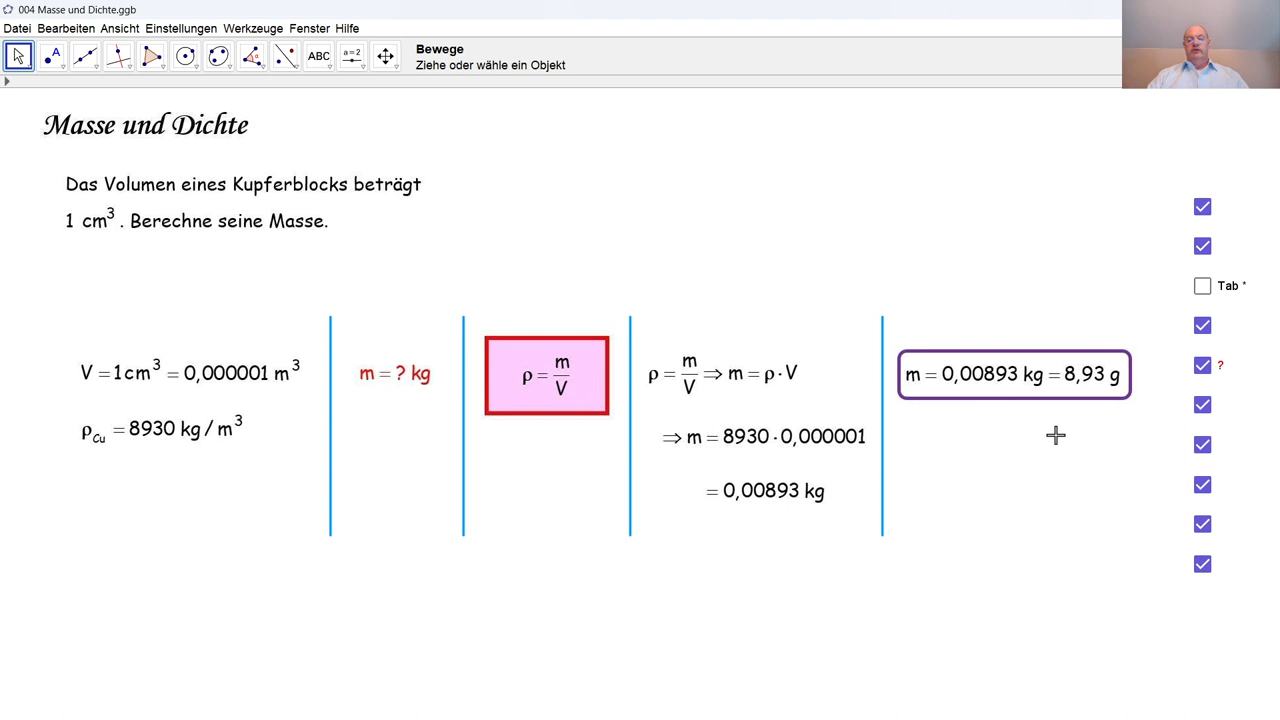 004 Masse und Dichte.ggb
Datei Bearbeiten Ansicht Einstellungen Werkzeuge Fenster Hilfe
A
ABC
a=2
Bewege
Ziehe oder wähle ein Objekt
Masse und Dichte
Das Volumen eines Kupferblocks beträgt
1 cm³ . Berechne seine Masse.
Tab *
?
V = 1 cm³ = 0,000001 m³
ρCu = 8930 kg / m³
m = ? kg
ρ = m/V
ρ = m/V ⇒ m = ρ · V
⇒ m = 8930 · 0,000001
= 0,00893 kg
m = 0,00893 kg = 8,93 g